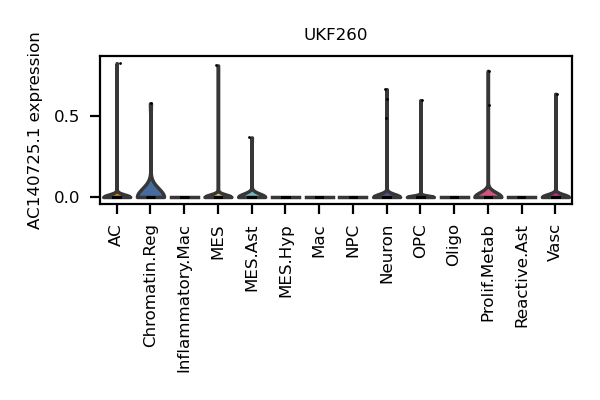 UKF260
AC140725.1 expression
0.5
0.0
AC
Chromatin.Reg
Inflammatory.Mac
MES
MES.Ast
MES.Hyp
Mac
NPC
Neuron
OPC
Oligo
Prolif.Metab
Reactive.Ast
Vasc